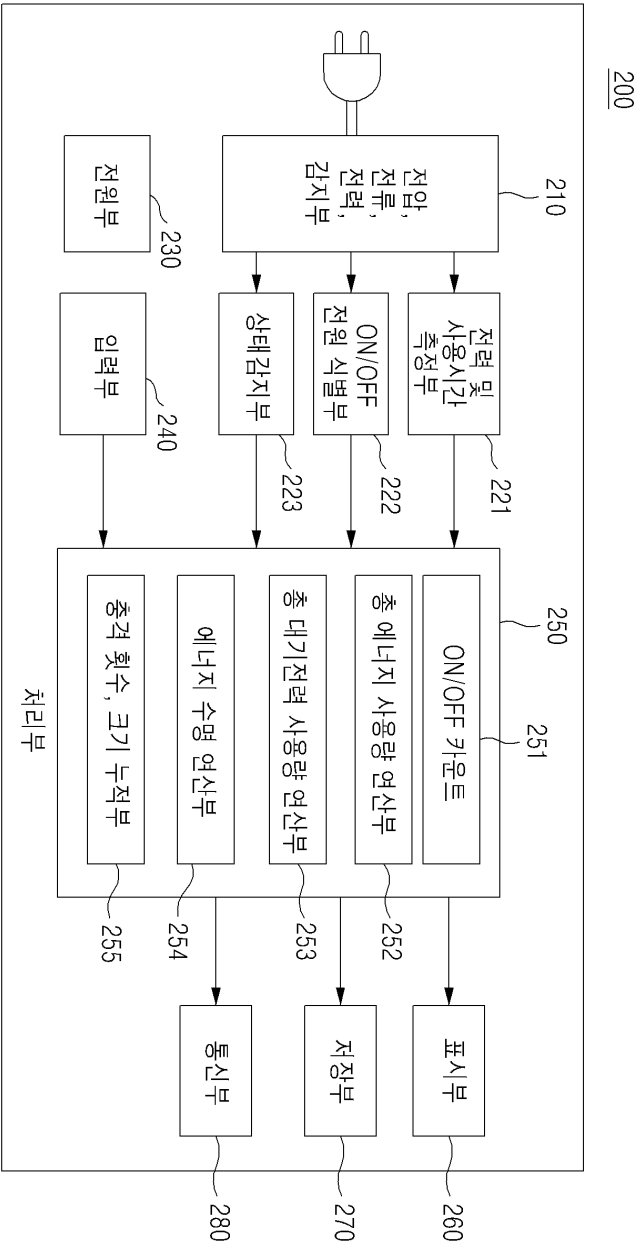 200
전압,
전류,
전력,
감지부
210
전력 및
사용시간
측정부
221
ON/OFF
전원 식별부
222
상태감지부
223
전원부
230
입력부
240
250
ON/OFF 카운트
251
총 에너지 사용량 연산부
252
총 대기전력 사용량 연산부
253
에너지 수명 연산부
254
충격 횟수, 크기 누적부
255
처리부
표시부
260
저장부
270
통신부
280